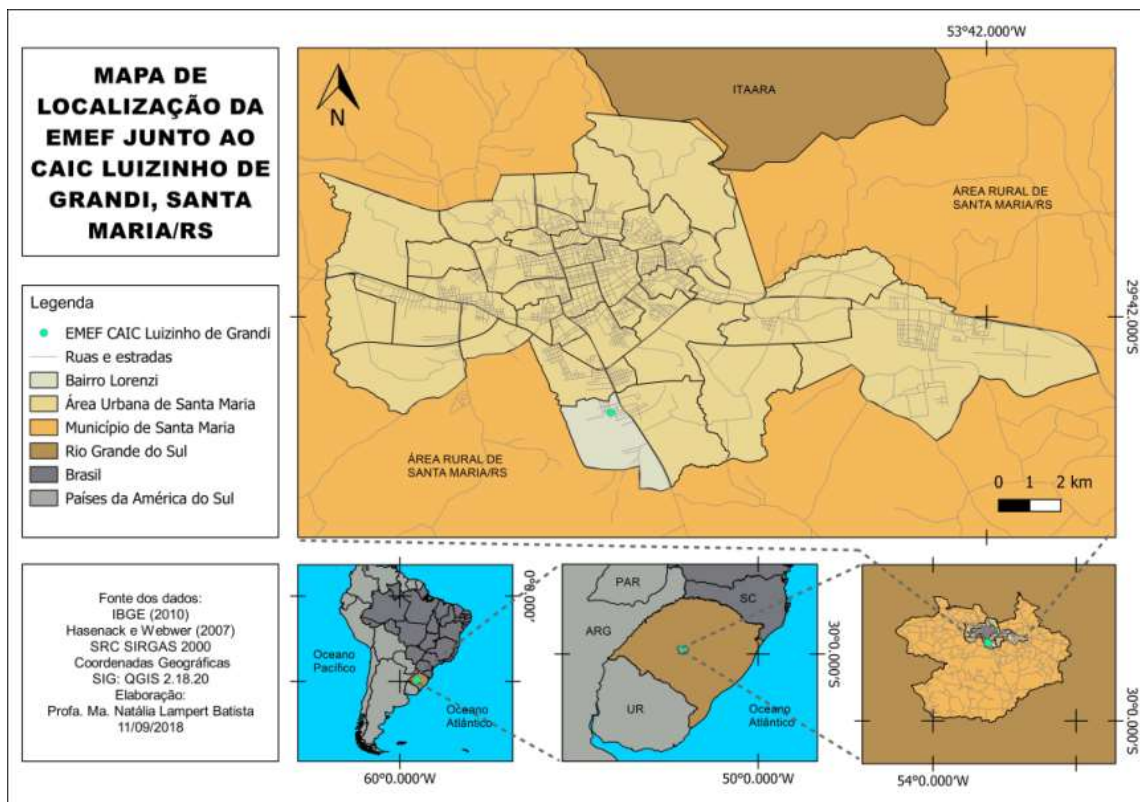 MAPA DE
LOCALIZAÇÃO DA
EMEF JUNTO AO
CAIC LUIZINHO DE
GRANDI, SANTA
MARIA/RS
Legenda
EMEF CAIC Luizinho de Grandi
Ruas e estradas
Bairro Lorenzi
Área Urbana de Santa Maria
Município de Santa Maria
Rio Grande do Sul
Brasil
Países da América do Sul
Fonte dos dados:
IBGE (2010)
Hasenack e Webwer (2007)
SRC SIRGAS 2000
Coordenadas Geográficas
SIG: QGIS 2.18.20
Elaboração:
Profa. Ma. Natália Lampert Batista
11/09/2018
53°42.000'W
N
ITAARA
ÁREA RURAL DE
SANTA MARIA/RS
29°42.000'S
ÁREA RURAL DE
SANTA MARIA/RS
0 1 2 km
0°0.000'
Oceano
Pacífico
Oceano
Atlântico
60°0.000'W
PAR
SC
ARG
30°0.000'S
UR
Oceano
Atlântico
50°0.000'W
30°0.000'S
54°0.000'W